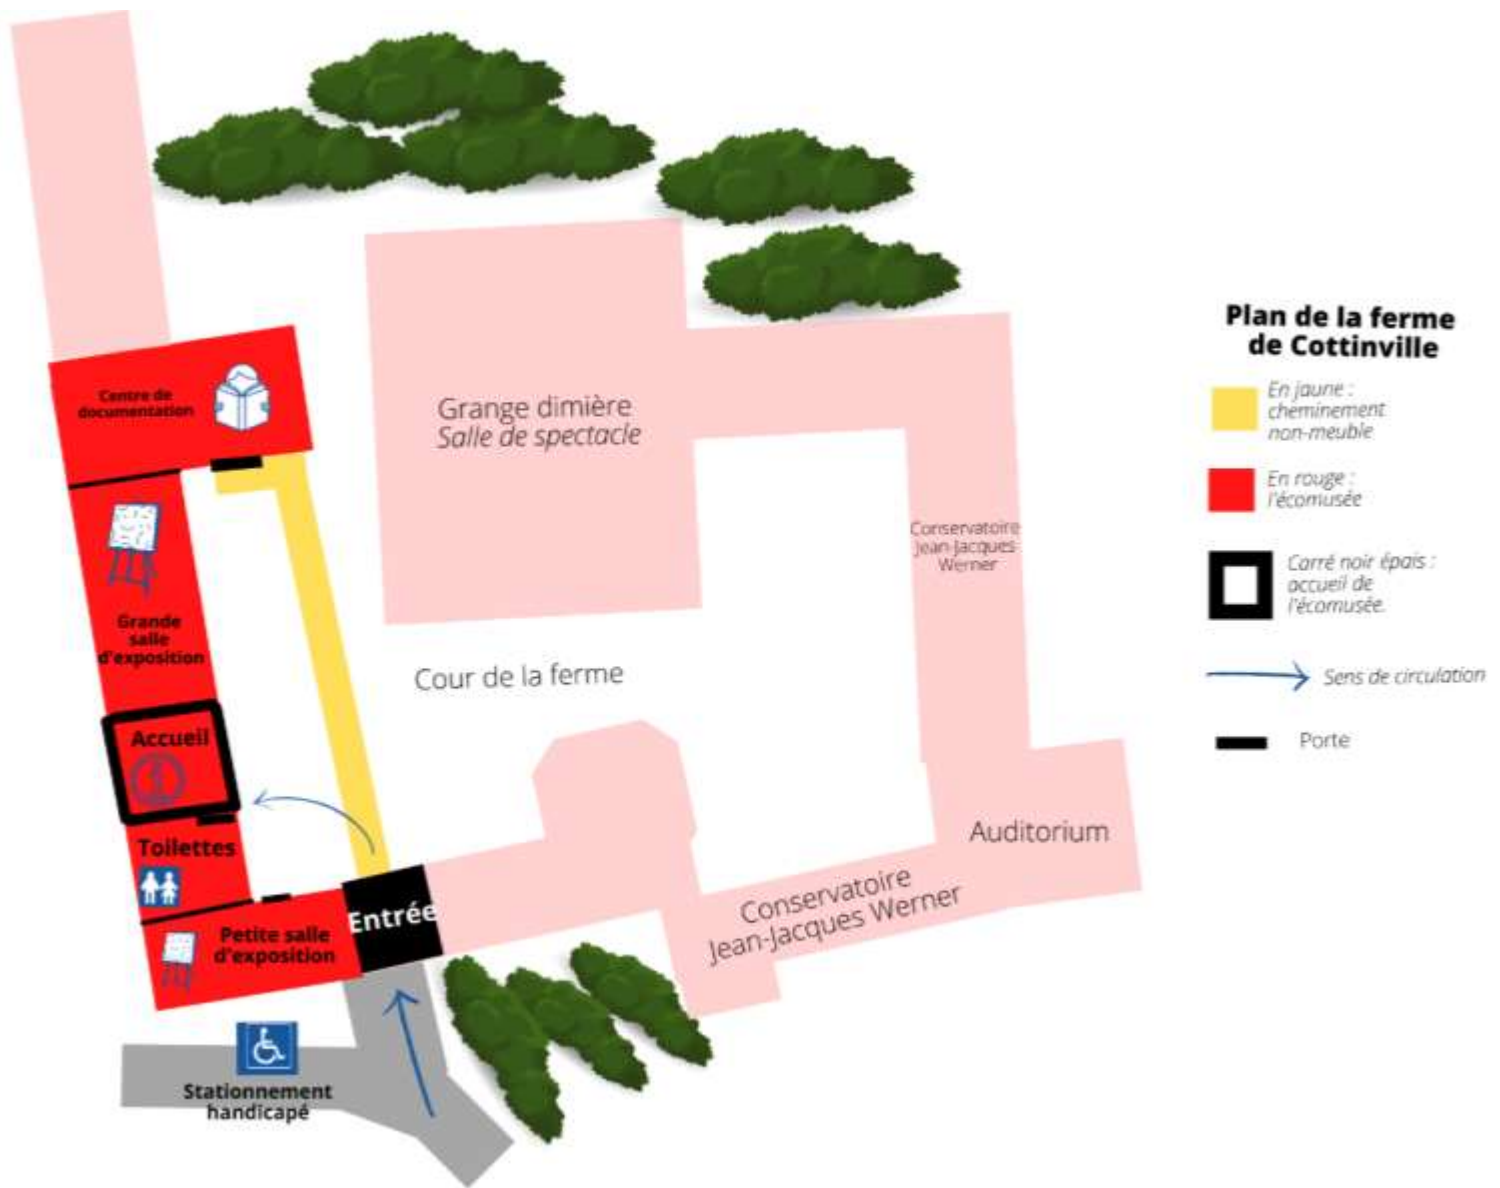 Plan de la ferme
de Cottinville
En jaune :
cheminement
non-meuble
En rouge :
l'écomusée
Carré noir épais :
accueil de
l'écomusée.
Sens de circulation
Porte
Centre de
documentation
Grange dimière
Salle de spectacle
Conservatoire
Jean-Jacques
Werner
Grande
salle
d'exposition
Cour de la ferme
Accueil
Toilettes
Auditorium
Conservatoire
Jean-Jacques Werner
Entrée
Petite salle
d'exposition
Stationnement
handicapé